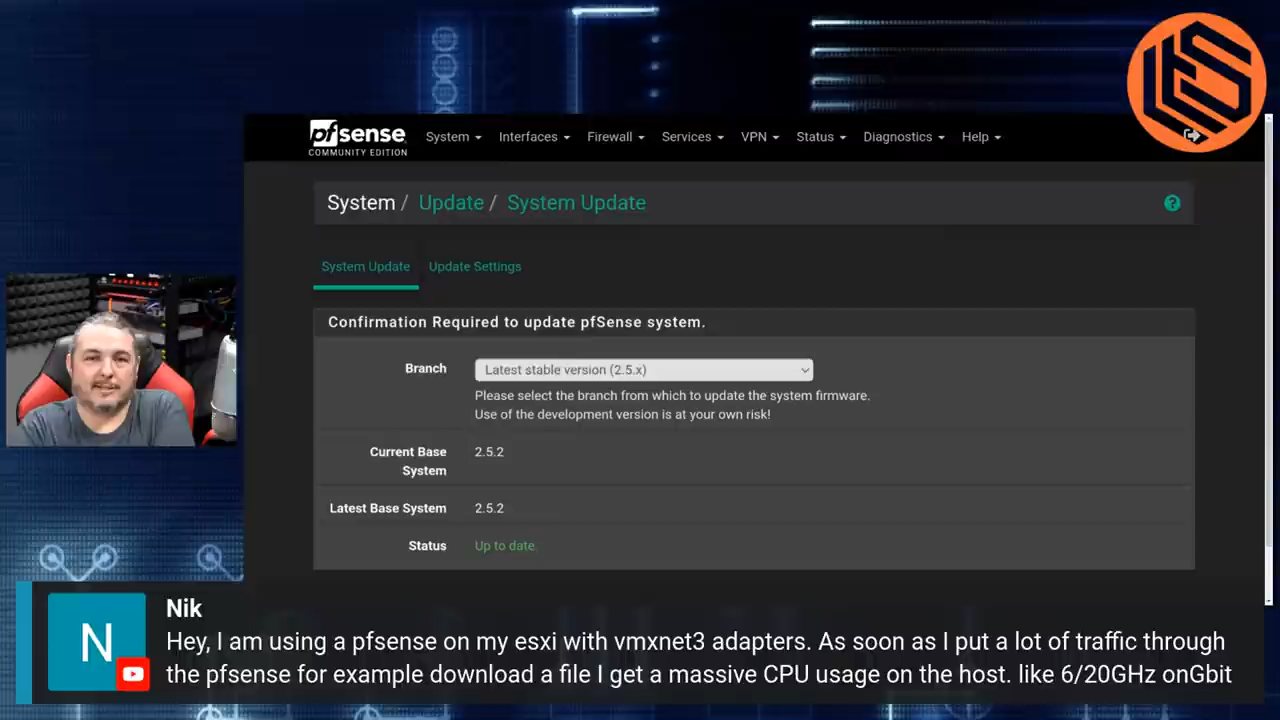 pfsense
COMMUNITY EDITION
System Interfaces Firewall Services VPN Status Diagnostics Help
System / Update / System Update
System Update Update Settings
Confirmation Required to update pfSense system.
Branch Latest stable version (2.5.x)
Please select the branch from which to update the system firmware.
Use of the development version is at your own risk!
Current Base System 2.5.2
Latest Base System 2.5.2
Status Up to date.
N
Nik
Hey, I am using a pfsense on my esxi with vmxnet3 adapters. As soon as I put a lot of traffic through
the pfsense for example download a file I get a massive CPU usage on the host. like 6/20GHz onGbit